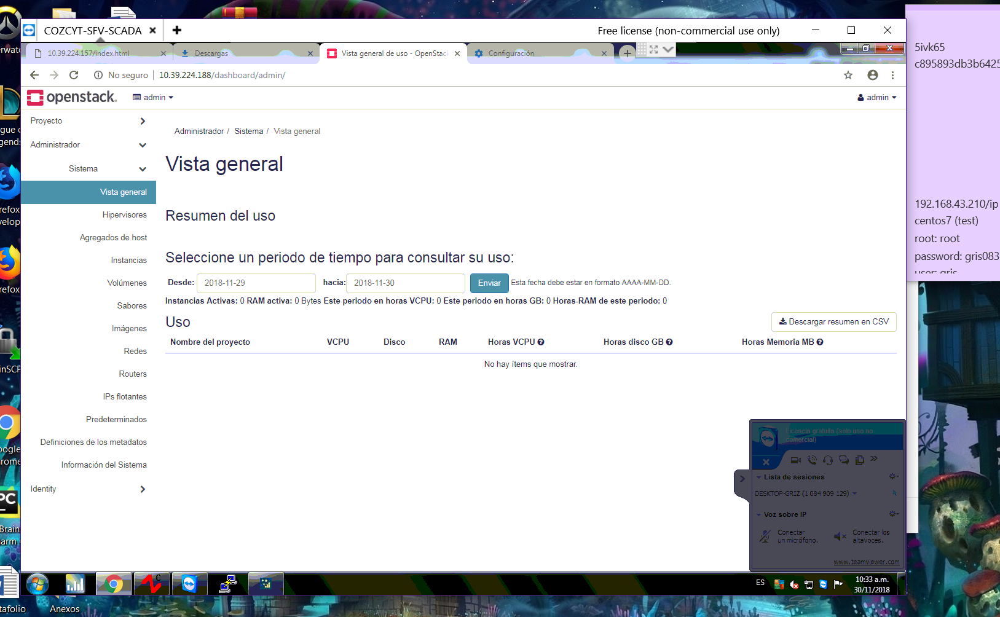 COZCYT-SFV-SCADA
Free license (non-commercial use only)
10.39.224.157/index.html
Descargas
Vista general de uso - OpenStac
Configuración
No seguro
10.39.224.188/dashboard/admin/
openstack.
admin
admin
Proyecto
Administrador
Sistema
Vista general
Hipervisores
Agregados de host
Instancias
Volúmenes
Sabores
Imágenes
Redes
Routers
IPs flotantes
Predeterminados
Definiciones de los metadatos
Información del Sistema
Identity
Administrador / Sistema / Vista general
Vista general
Resumen del uso
Seleccione un periodo de tiempo para consultar su uso:
Desde: 2018-11-29 hacia: 2018-11-30 Enviar Esta fecha debe estar en formato AAAA-MM-DD.
Instancias Activas: 0 RAM activa: 0 Bytes Este periodo en horas VCPU: 0 Este periodo en horas GB: 0 Horas-RAM de este periodo: 0
Uso
Descargar resumen en CSV
Nombre del proyecto VCPU Disco RAM Horas VCPU Horas disco GB Horas Memoria MB
No hay ítems que mostrar.
Licencia gratuita (solo uso no
comercial)
Lista de sesiones
DESKTOP-GRIZ (1 084 909 129)
Voz sobre IP
Conectar
un micrófono.
Conectar los
altavoces.
www.teamviewer.com
ES
10:33 a.m.
30/11/2018
5ivk65
c895893db3b6425
192.168.43.210/ip
centos7 (test)
root: root
password: gris083
user: gris
rwatc
gue o
gends
refox
velop
refox
inSCP
oogle
rome
PC
Brain
arm
tafolio
Anexos